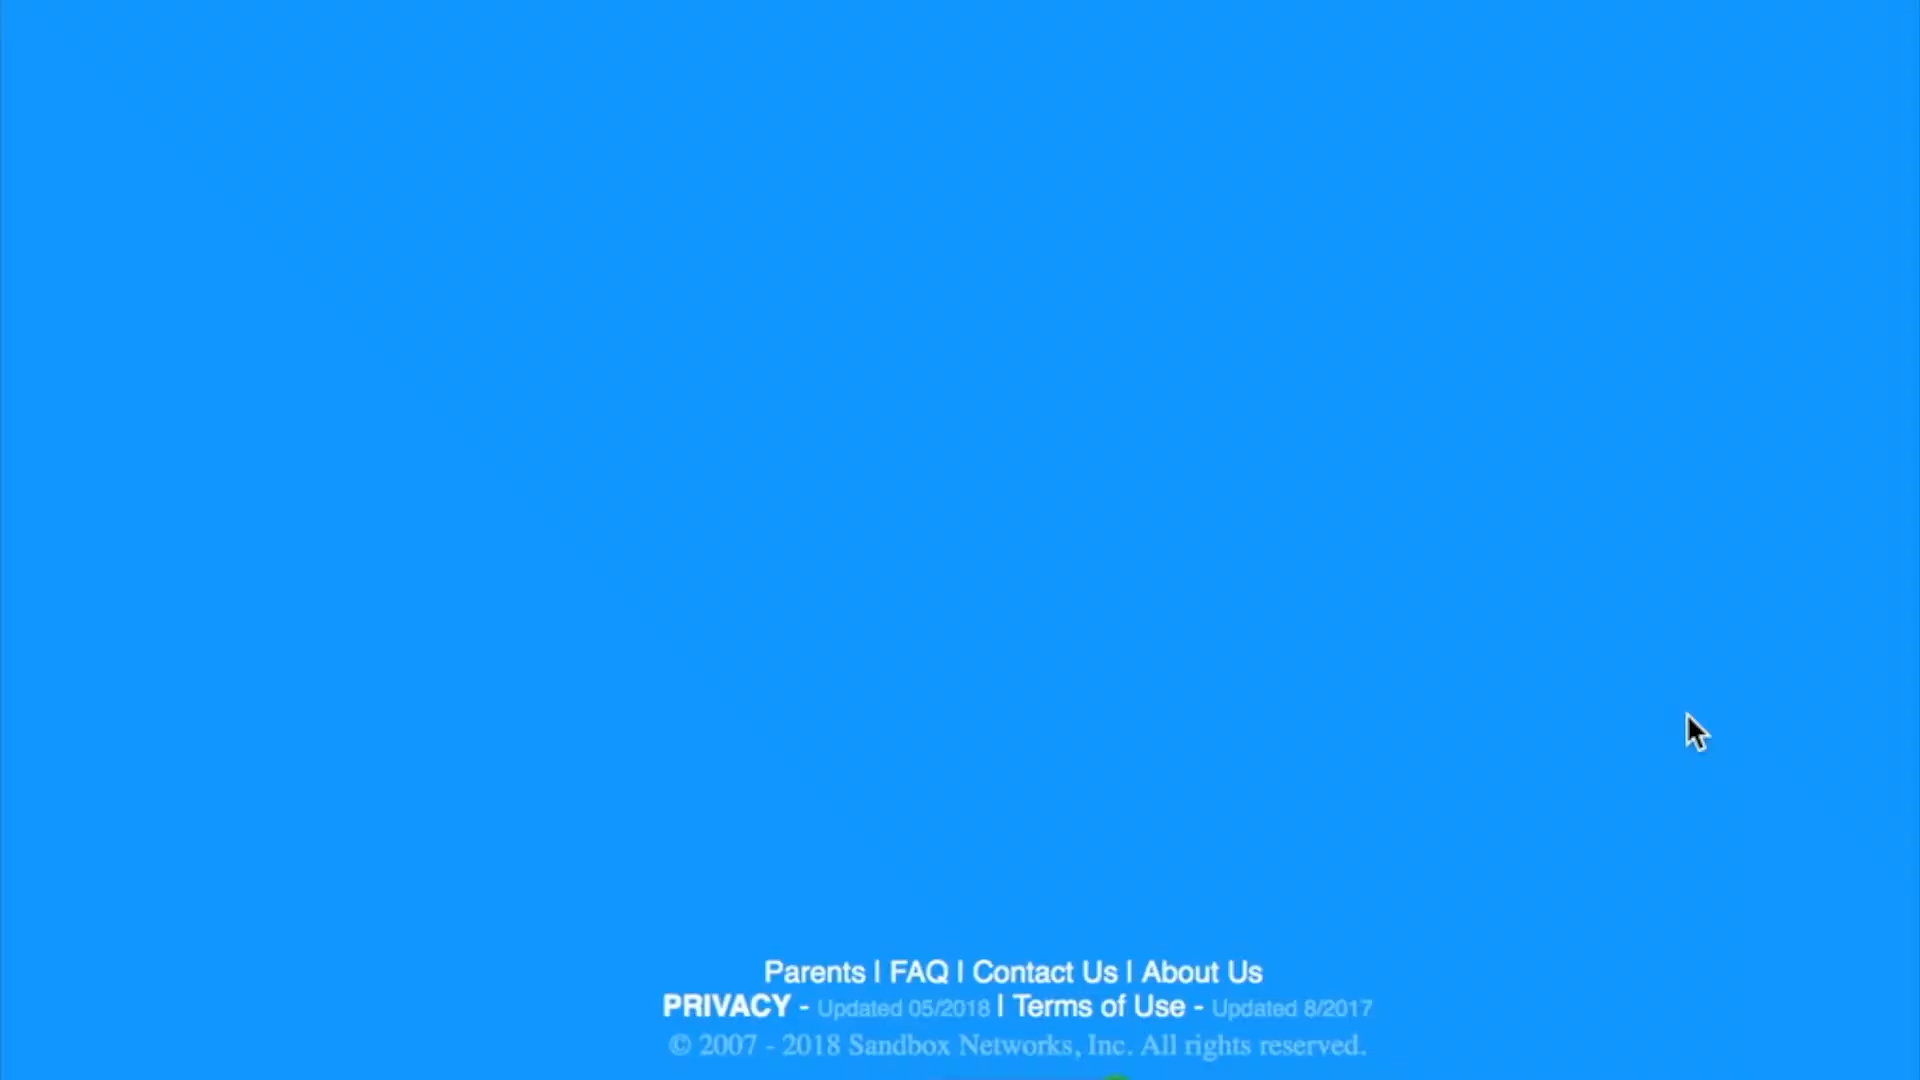 Parents | FAQ | Contact Us | About Us
PRIVACY - Updated 05/2018 | Terms of Use - Updated 8/2017
© 2007 - 2018 Sandbox Networks, Inc. All rights reserved.